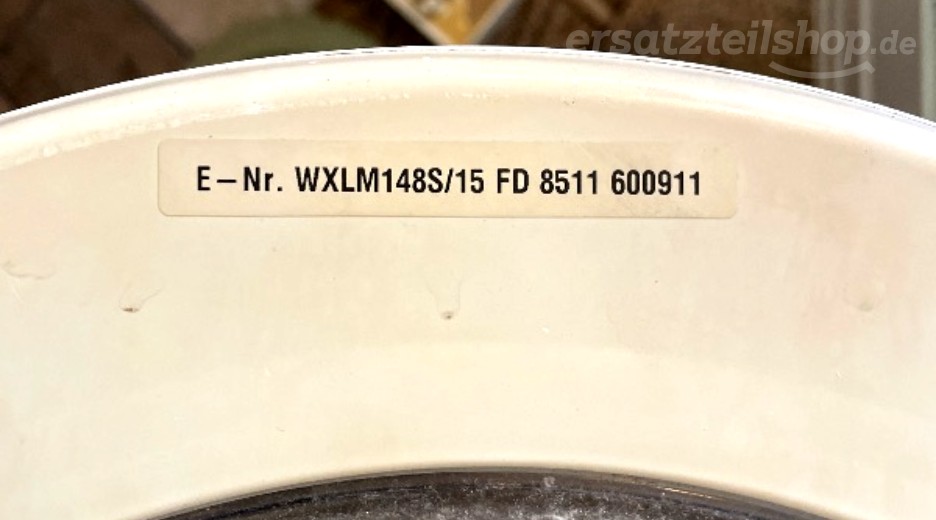 ersatzteilshop.de
E–Nr. WXLM148S/15 FD 8511 600911